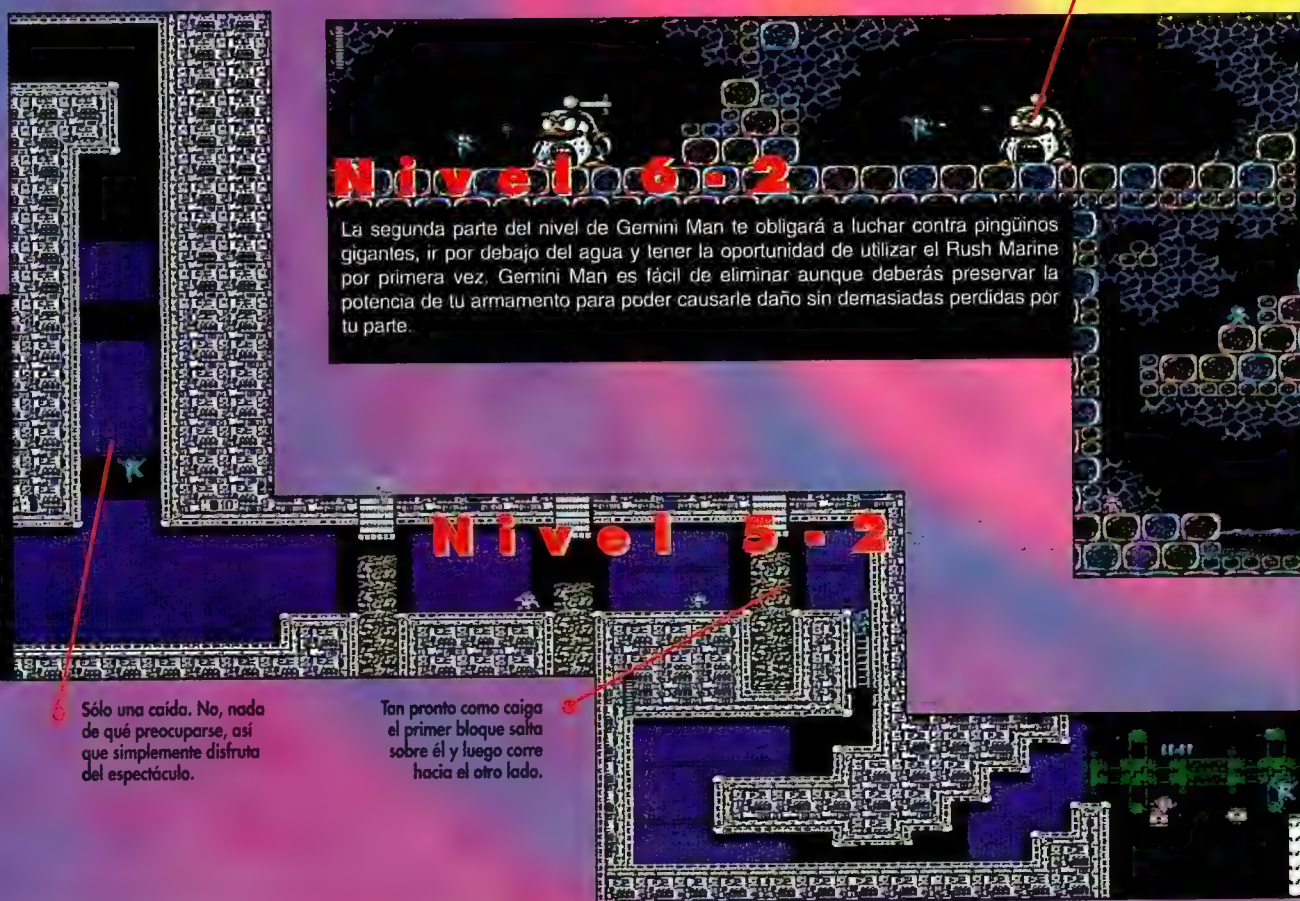 Nivel 6-2
La segunda parte del nivel de Gemini Man te obligará a luchar contra pingüinos
gigantes, ir por debajo del agua y tener la oportunidad de utilizar el Rush Marine
por primera vez. Gemini Man es fácil de eliminar aunque deberás preservar la
potencia de tu armamento para poder causarle daño sin demasiadas perdidas por
tu parte.
Nivel 5-2
Sólo una caída. No, nada
de qué preocuparse, así
que simplemente disfruta
del espectáculo.
Tan pronto como caiga
el primer bloque salta
sobre él y luego corre
hacia el otro lado.